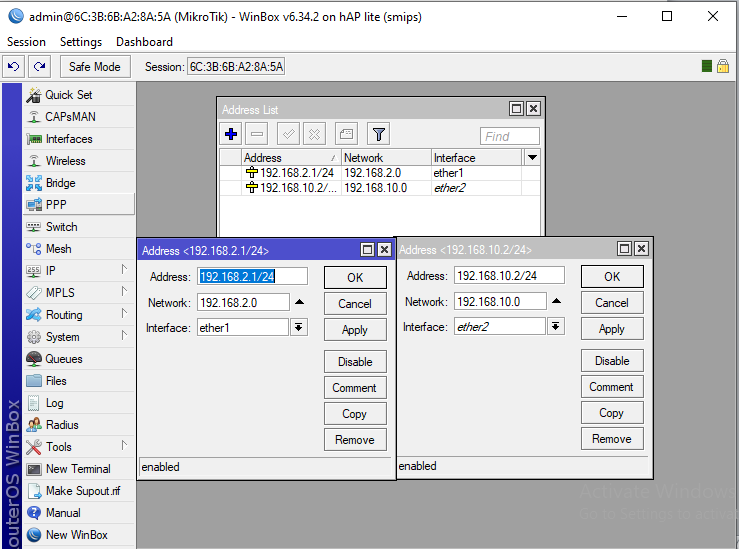 admin@6C:3B:6B:A2:8A:5A (MikroTik) - WinBox v6.34.2 on hAP lite (smips)
Session Settings Dashboard
Safe Mode Session: 6C:3B:6B:A2:8A:5A
Quick Set
CAPsMAN
Interfaces
Wireless
Bridge
PPP
Switch
Mesh
IP
MPLS
Routing
System
Queues
Files
Log
Radius
Tools
New Terminal
Make Supout.rif
Manual
New WinBox
outerOS WinBox
Address List
Find
Address Network Interface
192.168.2.1/24 192.168.2.0 ether1
192.168.10.2/... 192.168.10.0 ether2
Address <192.168.2.1/24>
Address: 192.168.2.1/24 OK
Network: 192.168.2.0 Cancel
Interface: ether1 Apply
Disable
Comment
Copy
Remove
enabled
Address <192.168.10.2/24>
Address: 192.168.10.2/24 OK
Network: 192.168.10.0 Cancel
Interface: ether2 Apply
Disable
Comment
Copy
Remove
enabled
Activate Windows
Go to Settings to activ